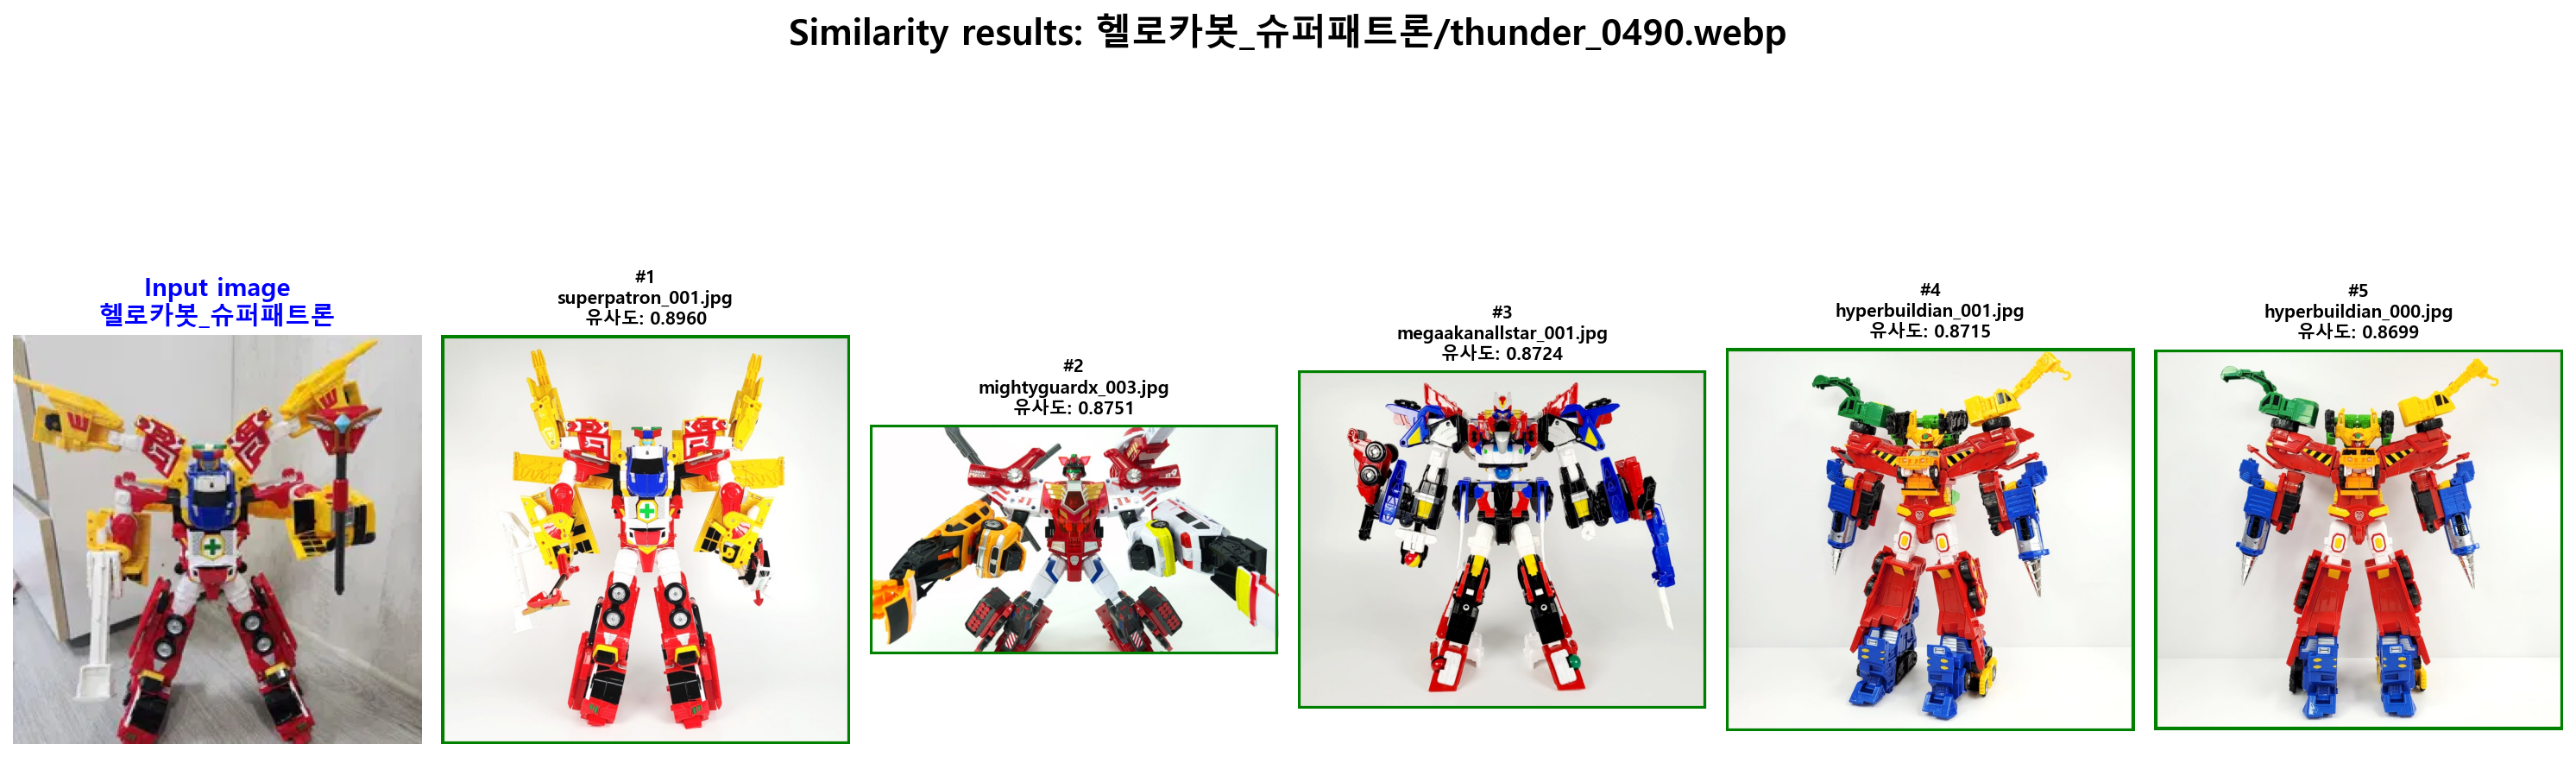 Similarity results: 헬로카봇_슈퍼패트론/thunder_0490.webp
Input image
헬로카봇_슈퍼패트론
#1
superpatron_001.jpg
유사도: 0.8960
#2
mightyguardx_003.jpg
유사도: 0.8751
#3
megaakanallstar_001.jpg
유사도: 0.8724
#4
hyperbuildian_001.jpg
유사도: 0.8715
#5
hyperbuildian_000.jpg
유사도: 0.8699